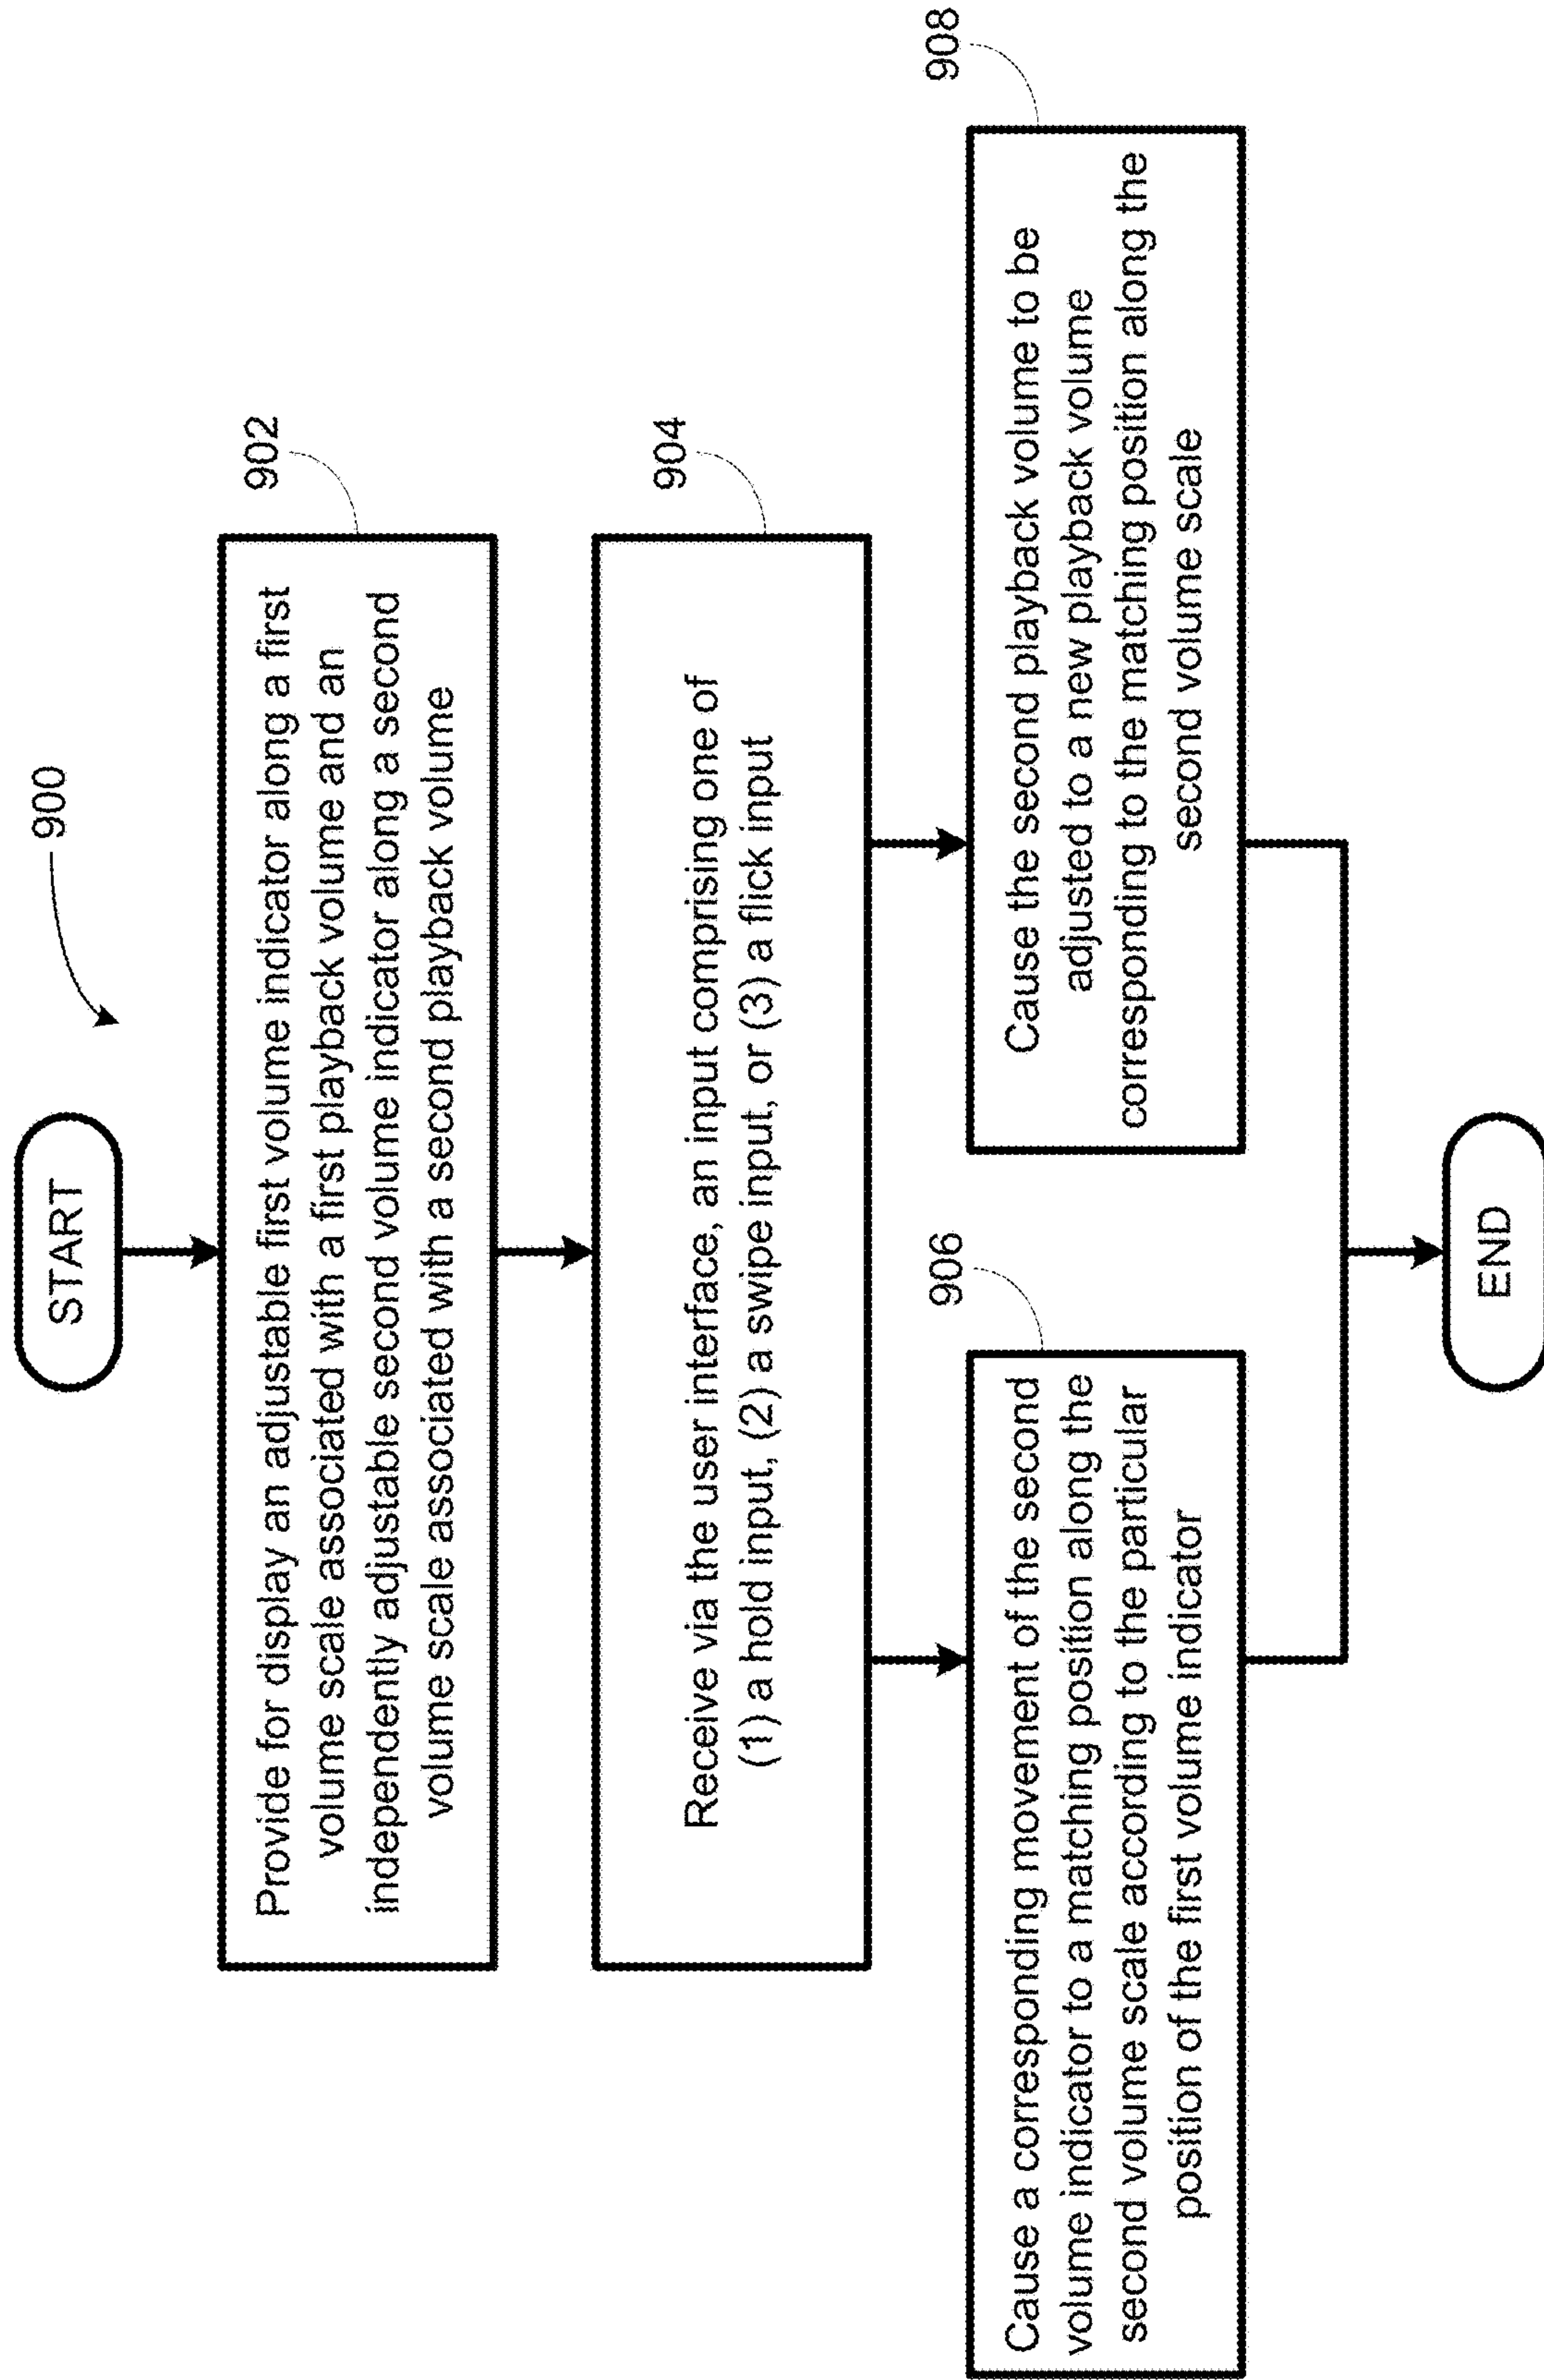 START
900
Provide for display an adjustable first volume indicator along a first
volume scale associated with a first playback volume and an
independently adjustable second volume indicator along a second
volume scale associated with a second playback volume
902
Receive via the user interface, an input comprising one of
(1) a hold input, (2) a swipe input, or (3) a flick input
904
Cause a corresponding movement of the second
volume indicator to a matching position along the
second volume scale according to the particular
position of the first volume indicator
906
Cause the second playback volume to be
adjusted to a new playback volume
corresponding to the matching position along the
second volume scale
908
END